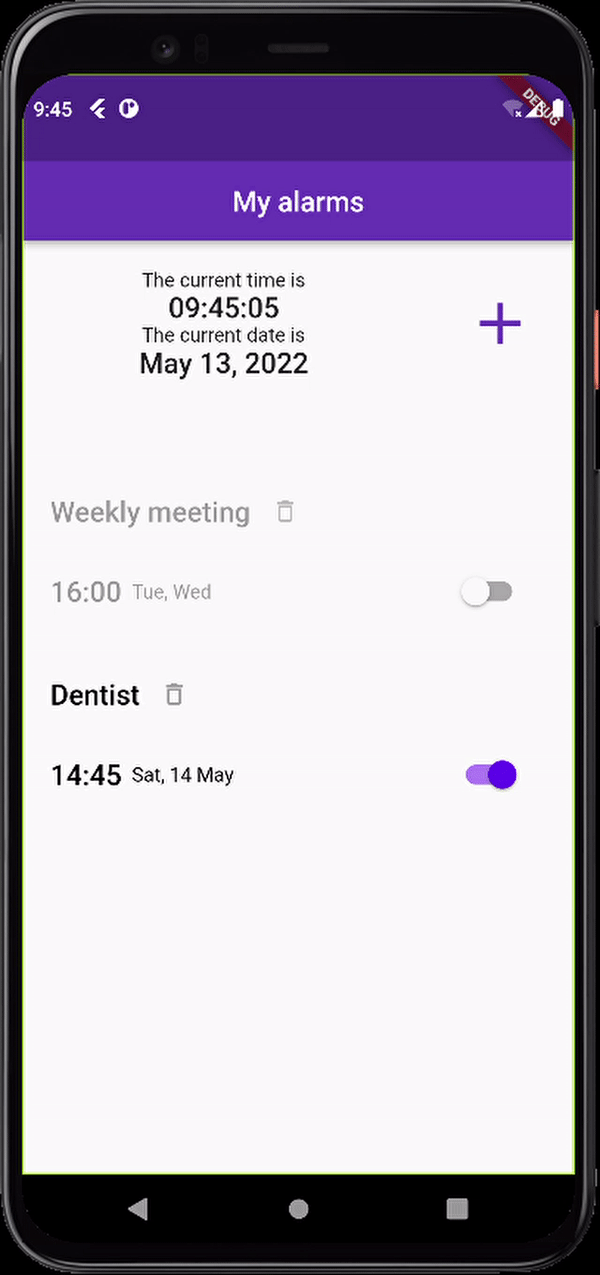 9:45
DEBUG
My alarms
The current time is
09:45:05
The current date is
May 13, 2022
Weekly meeting
16:00 Tue, Wed
Dentist
14:45 Sat, 14 May